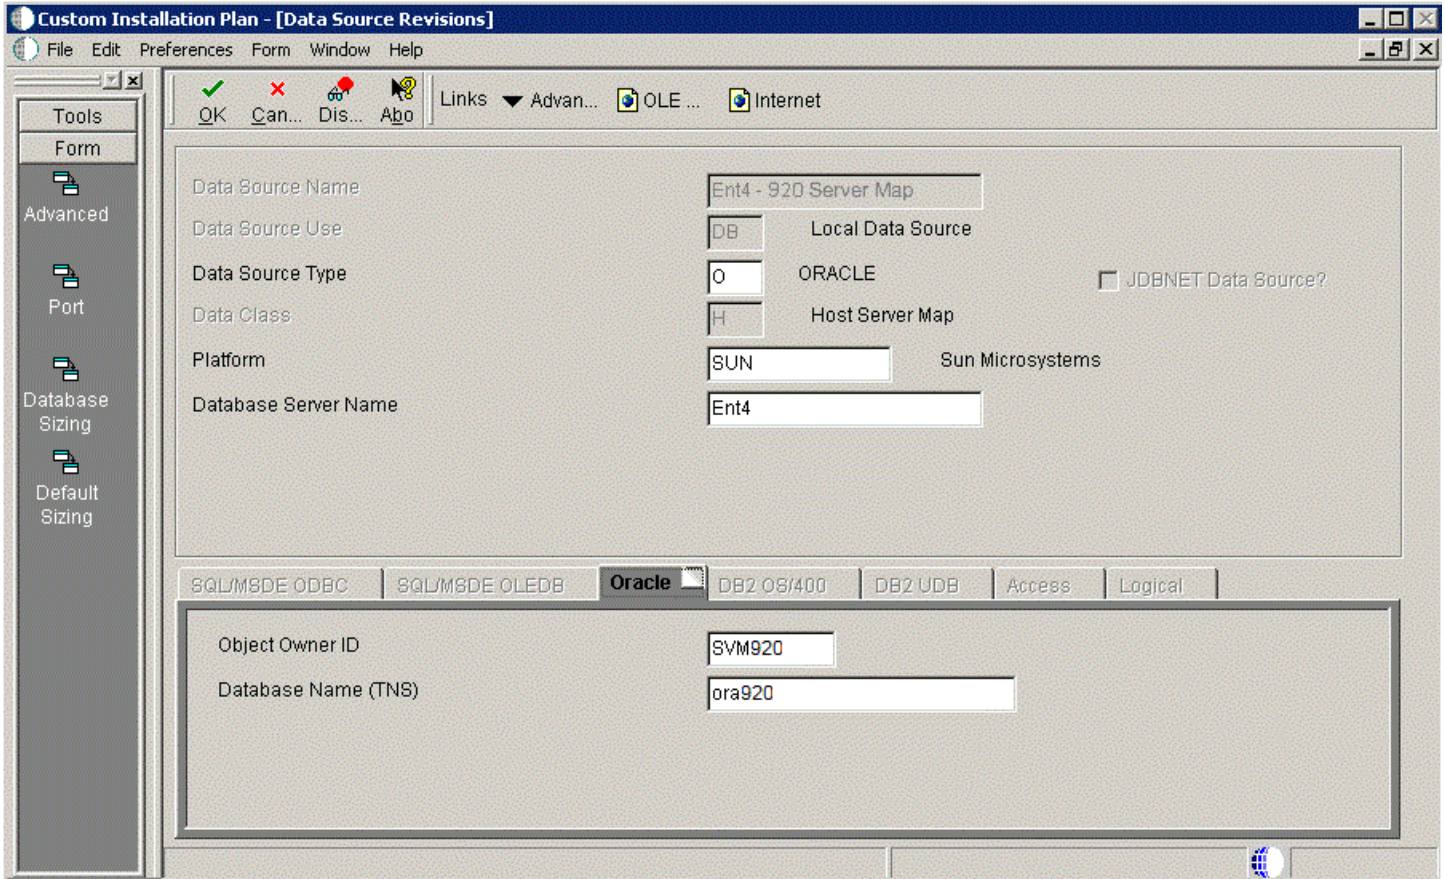 Custom Installation Plan - [Data Source Revisions]
File Edit Preferences Form Window Help
Tools
Form
Advanced
Port
Database
Sizing
Default
Sizing
OK Can... Dis... Abo Links Advan... OLE ... Internet
Data Source Name Ent4 - 920 Server Map
Data Source Use DB Local Data Source
Data Source Type O ORACLE JDBNET Data Source?
Data Class H Host Server Map
Platform SUN Sun Microsystems
Database Server Name Ent4
SQL/MSDE ODBC SQL/MSDE OLEDB Oracle DB2 OS/400 DB2 UDB Access Logical
Object Owner ID SVM920
Database Name (TNS) ora920